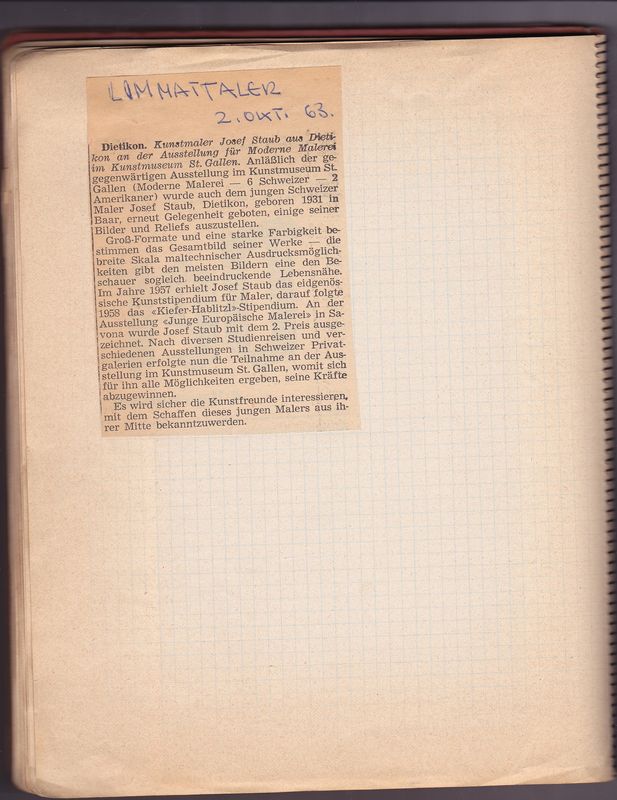 LIMMATTALER
2. OKT. 63.
Dietikon. Kunstmaler Josef Staub aus Dieti-
kon an der Ausstellung für Moderne Malerei
im Kunstmuseum St. Gallen. Anläßlich der ge-
gegenwärtigen Ausstellung im Kunstmuseum St.
Gallen (Moderne Malerei — 6 Schweizer — 2
Amerikaner) wurde auch dem jungen Schweizer
Maler Josef Staub, Dietikon, geboren 1931 in
Baar, erneut Gelegenheit geboten, einige seiner
Bilder und Reliefs auszustellen.
Groß-Formate und eine starke Farbigkeit be-
stimmen das Gesamtbild seiner Werke — die
breite Skala maltechnischer Ausdrucksmöglich-
keiten gibt den meisten Bildern eine den Be-
schauer sogleich beeindruckende Lebensnähe.
Im Jahre 1957 erhielt Josef Staub das eidgenös-
sische Kunststipendium für Maler, darauf folgte
1958 das «Kiefer-Hablitzl»-Stipendium. An der
Ausstellung «Junge Europäische Malerei» in Sa-
vona wurde Josef Staub mit dem 2. Preis ausge-
zeichnet. Nach diversen Studienreisen und ver-
schiedenen Ausstellungen in Schweizer Privat-
galerien erfolgte nun die Teilnahme an der Aus-
stellung im Kunstmuseum St. Gallen, womit sich
für ihn alle Möglichkeiten ergeben, seine Kräfte
abzugewinnen.
Es wird sicher die Kunstfreunde interessieren,
mit dem Schaffen dieses jungen Malers aus ih-
rer Mitte bekanntzuwerden.